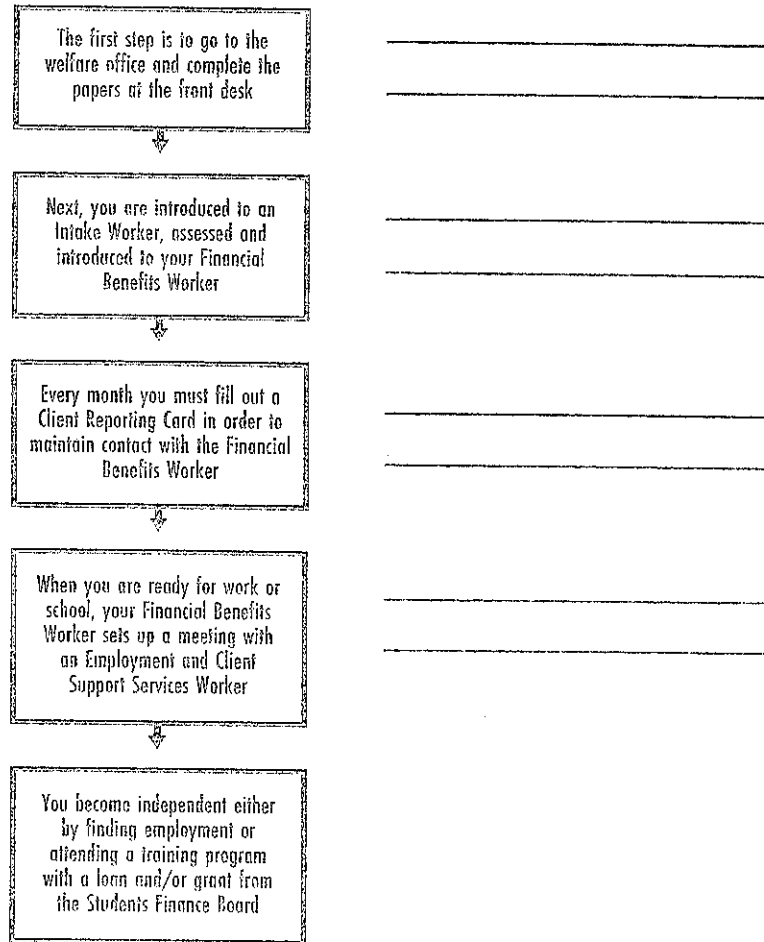 The first step is to go to the
welfare office and complete the
papers at the front desk
Next, you are introduced to an
Intake Worker, assessed and
introduced to your Financial
Benefits Worker
Every month you must fill out a
Client Reporting Card in order to
maintain contact with the Financial
Benefits Worker
When you are ready for work or
school, your Financial Benefits
Worker sets up a meeting with
an Employment and Client
Support Services Worker
You become independent either
by finding employment or
attending a training program
with a loan and/or grant from
the Students Finance Board